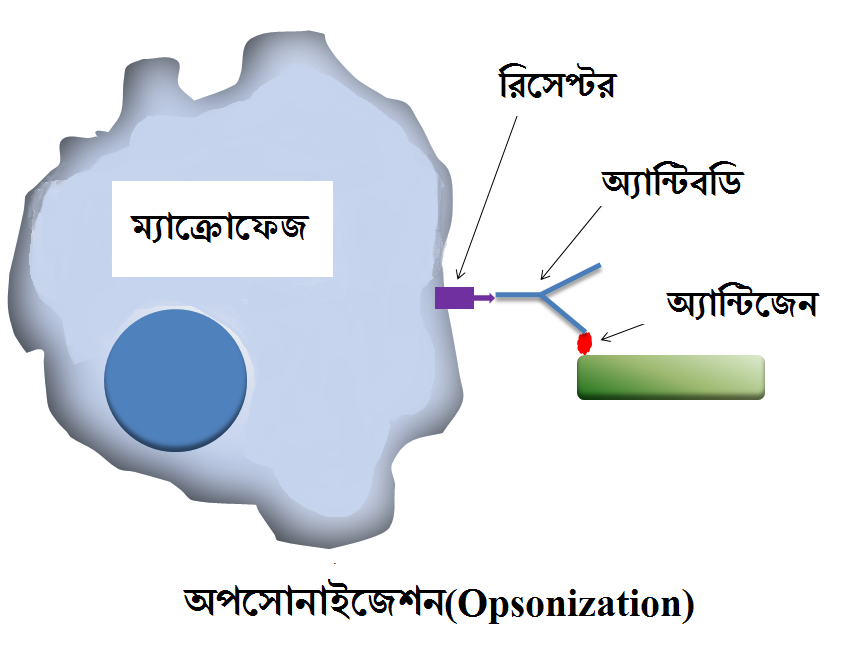 রিসেপ্টর
অ্যান্টিবডি
ম্যাক্রোফেজ
অ্যান্টিজেন
অপসোনাইজেশন(Opsonization)